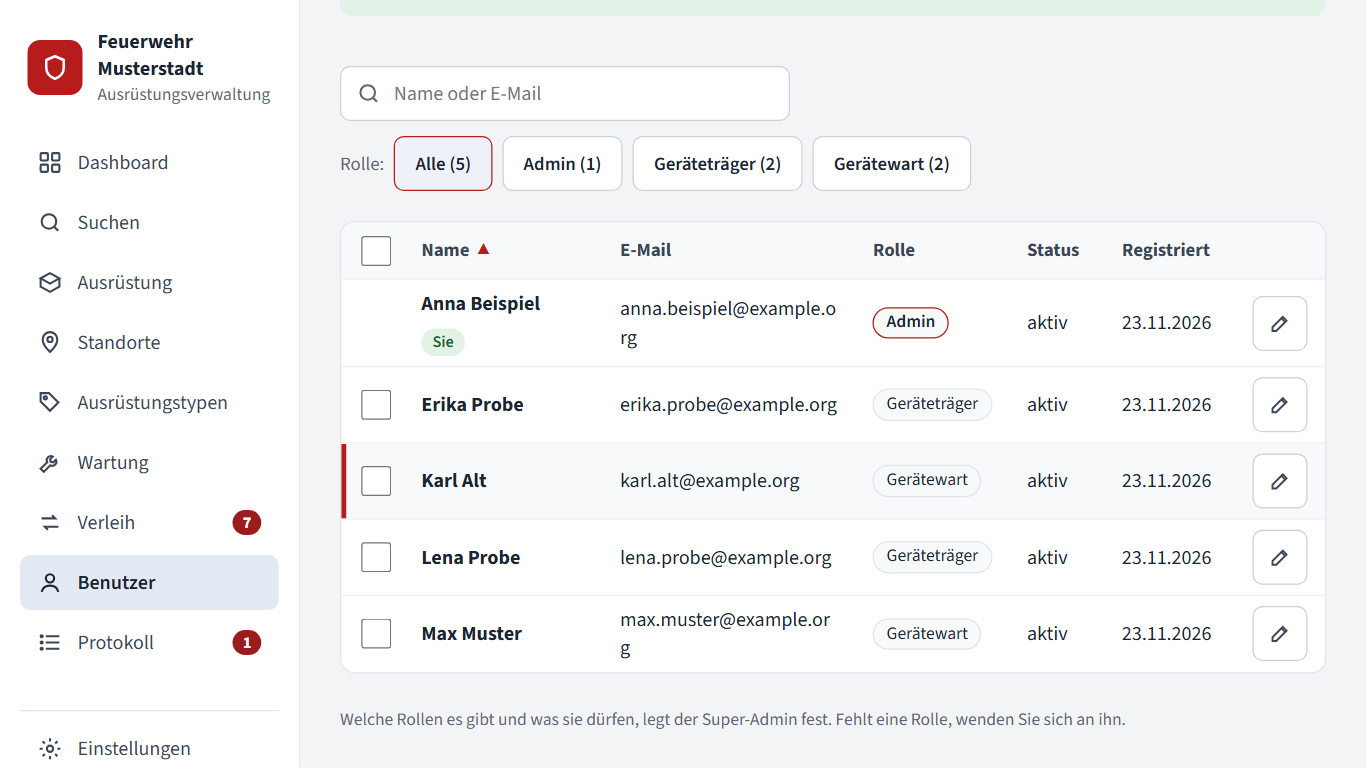 Feuerwehr
Musterstadt
Ausrüstungsverwaltung
Dashboard
Suchen
Ausrüstung
Standorte
Ausrüstungstypen
Wartung
Verleih 7
Benutzer
Protokoll 1
Einstellungen
Name oder E-Mail
Rolle: Alle (5) Admin (1) Geräteträger (2) Gerätewart (2)
Name ▲ E-Mail Rolle Status Registriert
Anna Beispiel
Sie
anna.beispiel@example.o
rg
Admin aktiv 23.11.2026
Erika Probe erika.probe@example.org Geräteträger aktiv 23.11.2026
Karl Alt karl.alt@example.org Gerätewart aktiv 23.11.2026
Lena Probe lena.probe@example.org Geräteträger aktiv 23.11.2026
Max Muster
max.muster@example.or
g
Gerätewart aktiv 23.11.2026
Welche Rollen es gibt und was sie dürfen, legt der Super-Admin fest. Fehlt eine Rolle, wenden Sie sich an ihn.